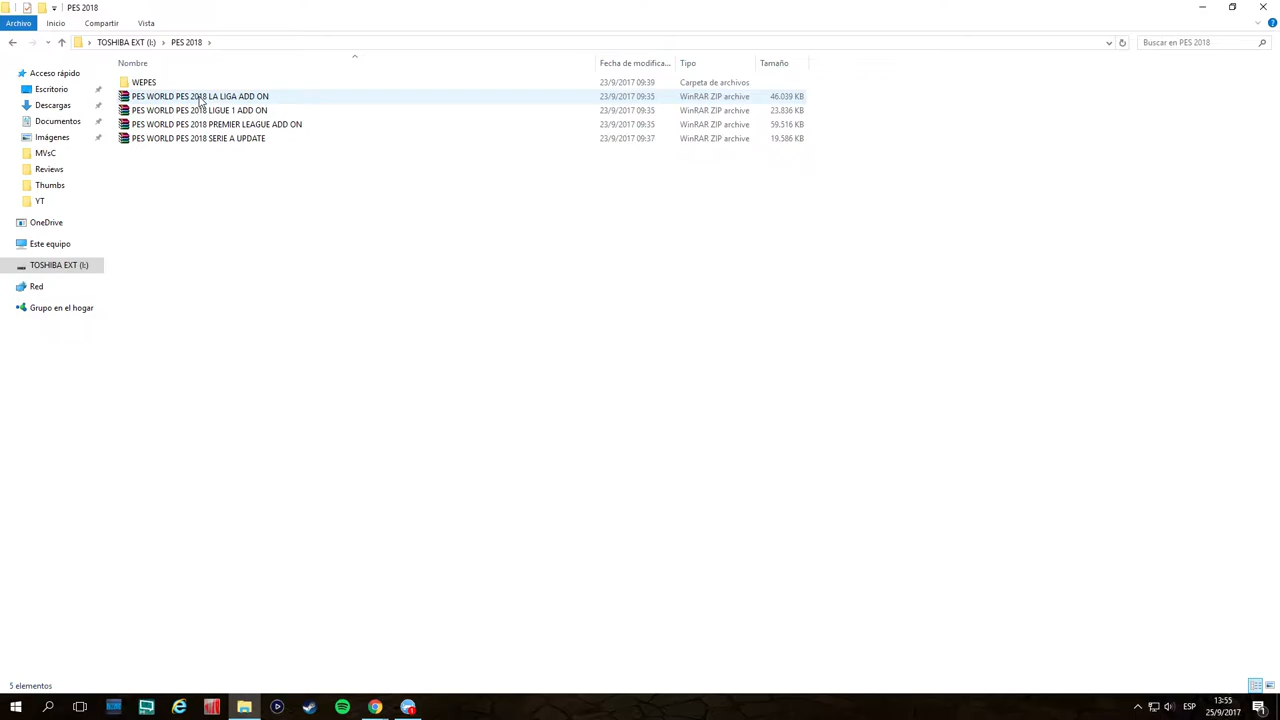 PES 2018
Archivo Inicio Compartir Vista
TOSHIBA EXT (I:) PES 2018 Buscar en PES 2018
Nombre Fecha de modifica... Tipo Tamaño
WEPES 23/9/2017 09:39 Carpeta de archivos
PES WORLD PES 2018 LA LIGA ADD ON 23/9/2017 09:35 WinRAR ZIP archive 46.039 KB
PES WORLD PES 2018 LIGUE 1 ADD ON 23/9/2017 09:35 WinRAR ZIP archive 23.836 KB
PES WORLD PES 2018 PREMIER LEAGUE ADD ON 23/9/2017 09:35 WinRAR ZIP archive 59.516 KB
PES WORLD PES 2018 SERIE A UPDATE 23/9/2017 09:37 WinRAR ZIP archive 19.586 KB
Acceso rápido
Escritorio
Descargas
Documentos
Imágenes
MVsC
Reviews
Thumbs
YT
OneDrive
Este equipo
TOSHIBA EXT (I:)
Red
Grupo en el hogar
5 elementos
ESP
13:55
25/9/2017